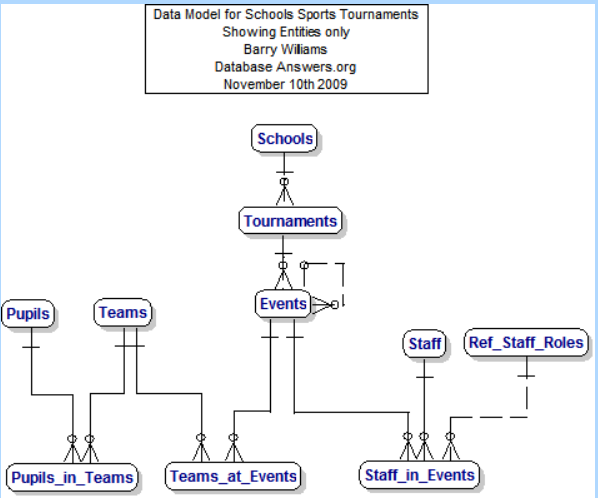 Data Model for Schools Sports Tournaments
Showing Entities only
Barry Williams
Database Answers.org
November 10th 2009
Schools
Tournaments
Events
Pupils
Teams
Staff
Ref_Staff_Roles
Pupils_in_Teams
Teams_at_Events
Staff_in_Events